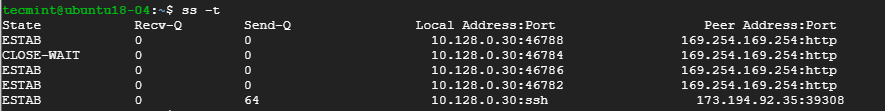 tecmint@ubuntu18-04:~$ ss -t
State Recv-Q Send-Q Local Address:Port Peer Address:Port
ESTAB 0 0 10.128.0.30:46788 169.254.169.254:http
CLOSE-WAIT 0 0 10.128.0.30:46784 169.254.169.254:http
ESTAB 0 0 10.128.0.30:46786 169.254.169.254:http
ESTAB 0 0 10.128.0.30:46782 169.254.169.254:http
ESTAB 0 64 10.128.0.30:ssh 173.194.92.35:39308